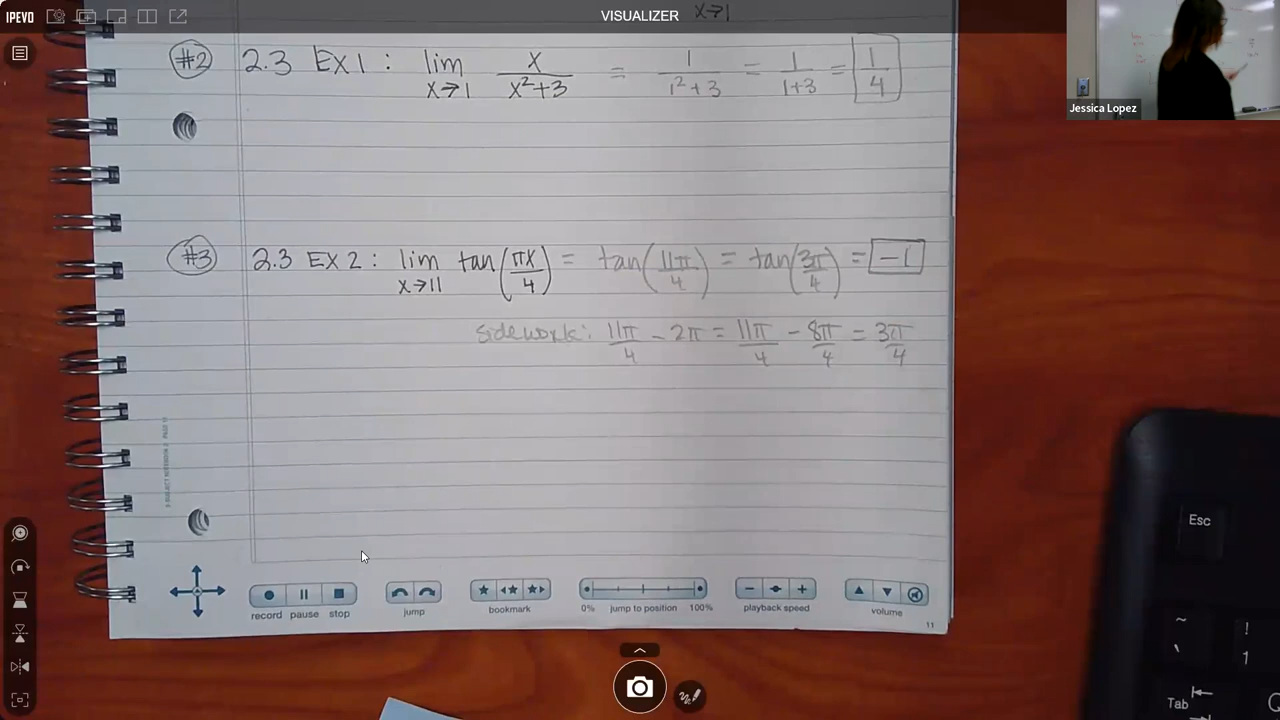 IPEVO
VISUALIZER
x→1
#2 2.3 EX1: lim x→1 x/(x²+3) = 1/(1²+3) = 1/(1+3) = 1/4
Jessica Lopez
#3 2.3 EX2: lim x→11 tan(πx/4) = tan(11π/4) = tan(3π/4) = -1
sidework: 11π/4 - 2π = 11π/4 - 8π/4 = 3π/4
Esc
record pause stop
jump
bookmark
0% jump to position 100%
playback speed
volume
11
~
`
!
1
Tab
Q